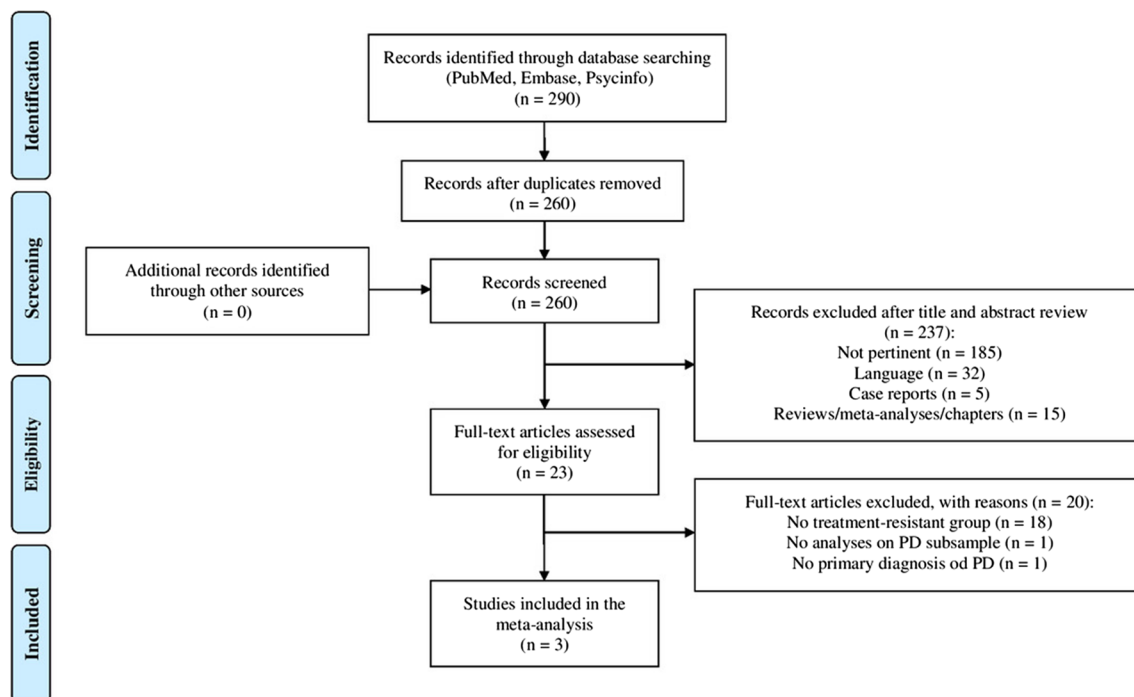 Identification
Records identified through database searching
(PubMed, Embase, Psycinfo)
(n = 290)
Records after duplicates removed
(n = 260)
Screening
Additional records identified
through other sources
(n = 0)
Records screened
(n = 260)
Records excluded after title and abstract review
(n = 237):
Not pertinent (n = 185)
Language (n = 32)
Case reports (n = 5)
Reviews/meta-analyses/chapters (n = 15)
Eligibility
Full-text articles assessed
for eligibility
(n = 23)
Full-text articles excluded, with reasons (n = 20):
No treatment-resistant group (n = 18)
No analyses on PD subsample (n = 1)
No primary diagnosis od PD (n = 1)
Included
Studies included in the
meta-analysis
(n = 3)